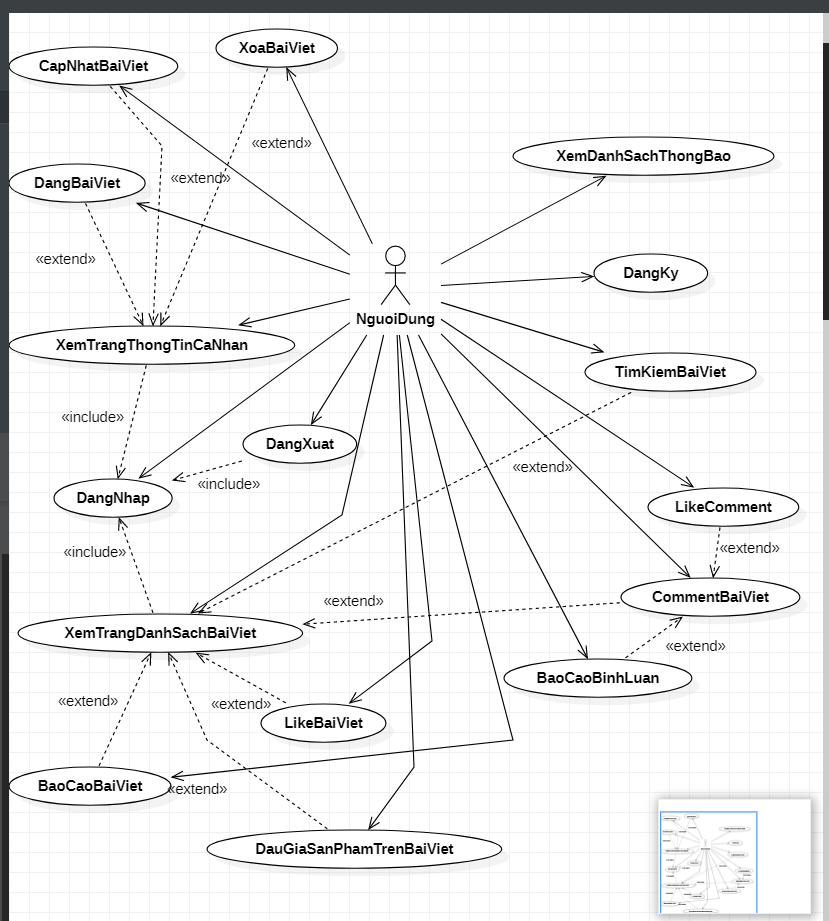 XoaBaiViet
CapNhatBaiViet
«extend»
XemDanhSachThongBao
«extend»
DangBaiViet
«extend»
DangKy
NguoiDung
XemTrangThongTinCaNhan
TimKiemBaiViet
«include»
DangXuat
«extend»
«include»
DangNhap
LikeComment
«include»
«extend»
«extend»
CommentBaiViet
XemTrangDanhSachBaiViet
«extend»
BaoCaoBinhLuan
«extend»
«extend»
LikeBaiViet
BaoCaoBaiViet
«extend»
DauGiaSanPhamTrenBaiViet